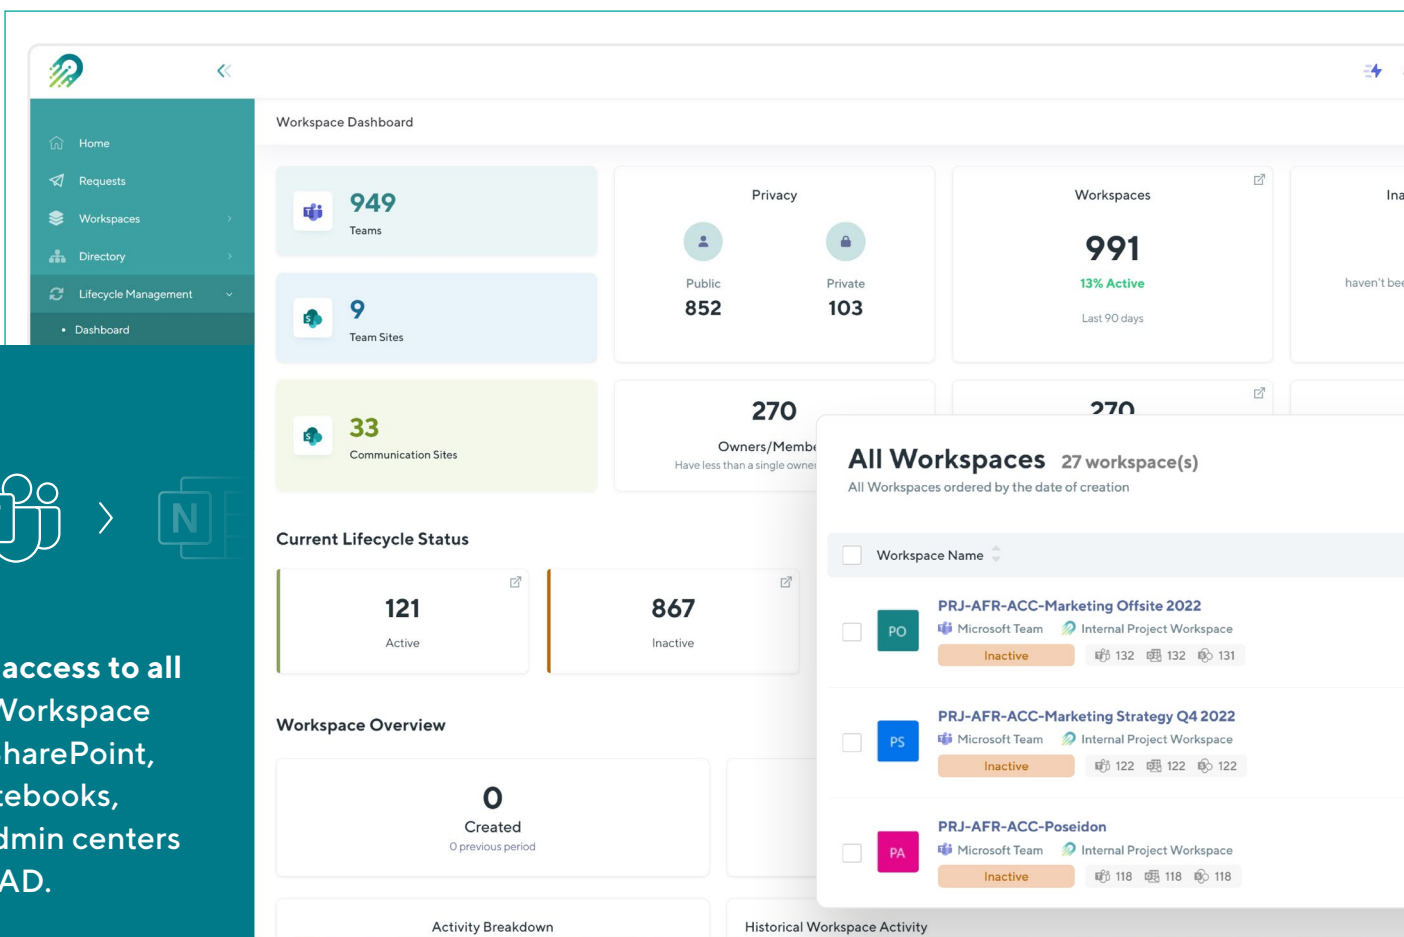 Workspace Dashboard
Home
Requests
Workspaces
Directory
Lifecycle Management
• Dashboard
949
Teams
9
Team Sites
33
Communication Sites
Privacy
Public
852
Private
103
Workspaces
991
13% Active
Last 90 days
Ina
haven't bee
270
Owners/Membe
Have less than a single owne
270
Current Lifecycle Status
121
Active
867
Inactive
Workspace Overview
0
Created
0 previous period
Activity Breakdown
Historical Workspace Activity
All Workspaces 27 workspace(s)
All Workspaces ordered by the date of creation
Workspace Name
PO
PRJ-AFR-ACC-Marketing Offsite 2022
Microsoft Team Internal Project Workspace
Inactive 132 132 131
PS
PRJ-AFR-ACC-Marketing Strategy Q4 2022
Microsoft Team Internal Project Workspace
Inactive 122 122 122
PA
PRJ-AFR-ACC-Poseidon
Microsoft Team Internal Project Workspace
Inactive 118 118 118
N
access to all
Workspace
SharePoint,
tebooks,
dmin centers
AD.